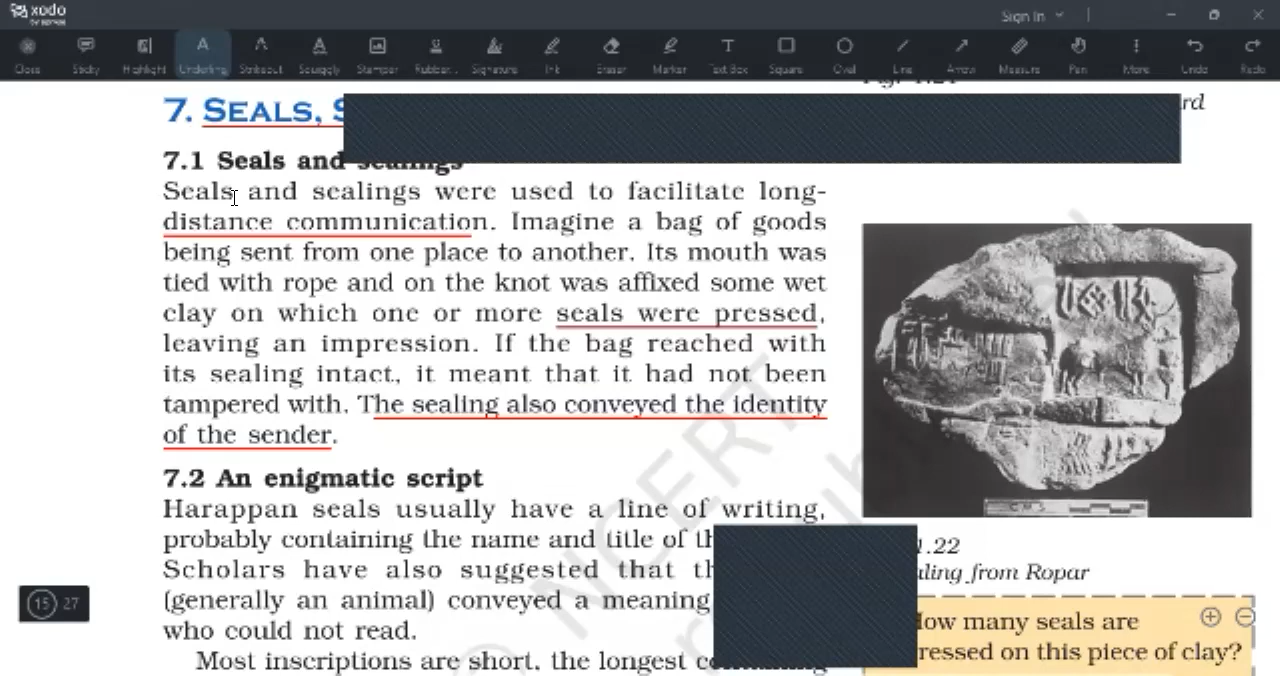 xodo
Sign In
Close
Sticky
Highlight
Underline
Strikeout
Squiggly
Stamper
Rubber...
Signature
Ink
Eraser
Marker
Text Box
Square
Oval
Line
Arrow
Measure
Pan
More
Undo
Redo
rd
7. SEALS, S
7.1 Seals and sealings
Seals and sealings were used to facilitate long-
distance communication. Imagine a bag of goods
being sent from one place to another. Its mouth was
tied with rope and on the knot was affixed some wet
clay on which one or more seals were pressed,
leaving an impression. If the bag reached with
its sealing intact, it meant that it had not been
tampered with. The sealing also conveyed the identity
of the sender.
7.2 An enigmatic script
Harappan seals usually have a line of writing,
probably containing the name and title of th
Scholars have also suggested that th
(generally an animal) conveyed a meaning
who could not read.
Most inscriptions are short, the longest
1.22
aling from Ropar
How many seals are
ressed on this piece of clay?
15 27
© NCERT